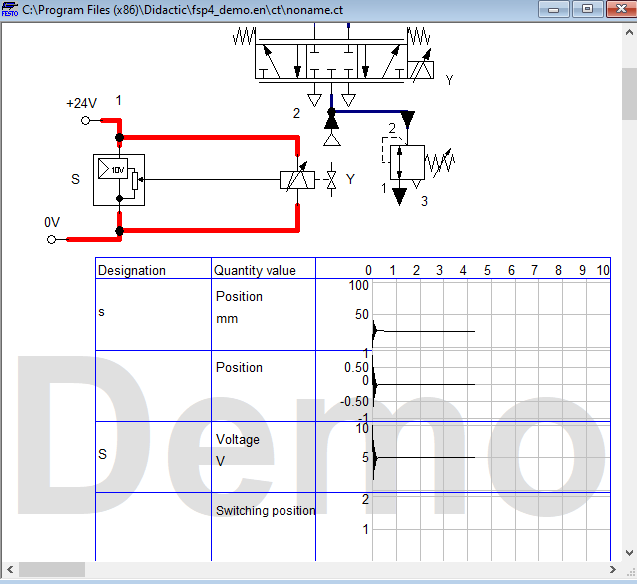 FESTO C:\Program Files (x86)\Didactic\fsp4_demo.en\ct\noname.ct
Y
+24V 1
2
2
10V
S
Y
1
3
0V
Designation Quantity value 0 1 2 3 4 5 6 7 8 9 10
100
Position
s 50
mm
1
Position 0.50
0
-0.50
-1
10
Voltage
S 5
V
2
Switching position
1
Demo